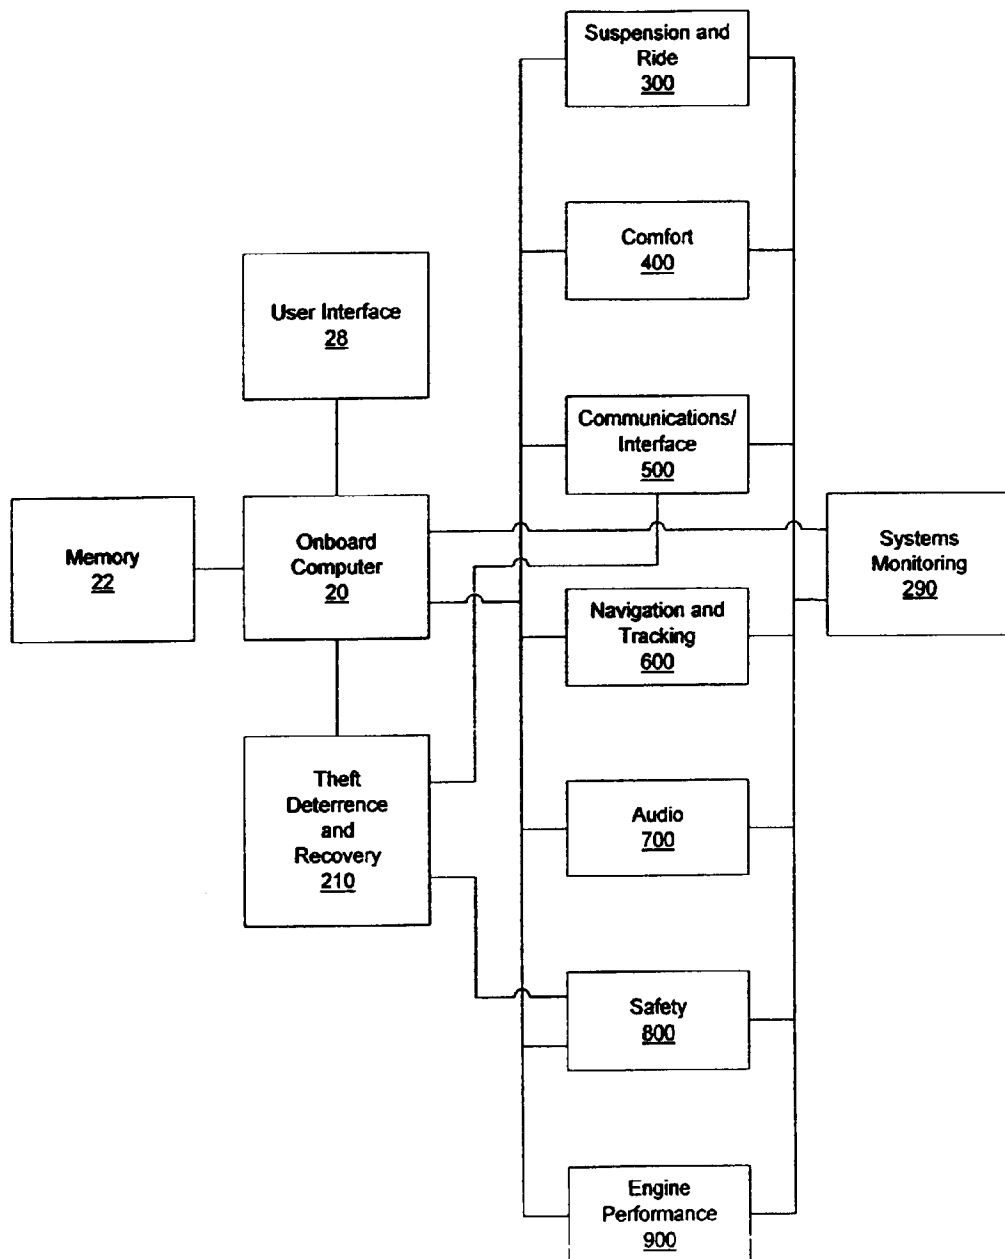 Suspension and
Ride
300
Comfort
400
User Interface
28
Communications/
Interface
500
Memory
22
Onboard
Computer
20
Systems
Monitoring
290
Navigation and
Tracking
600
Theft
Deterrence
and
Recovery
210
Audio
700
Safety
800
Engine
Performance
900